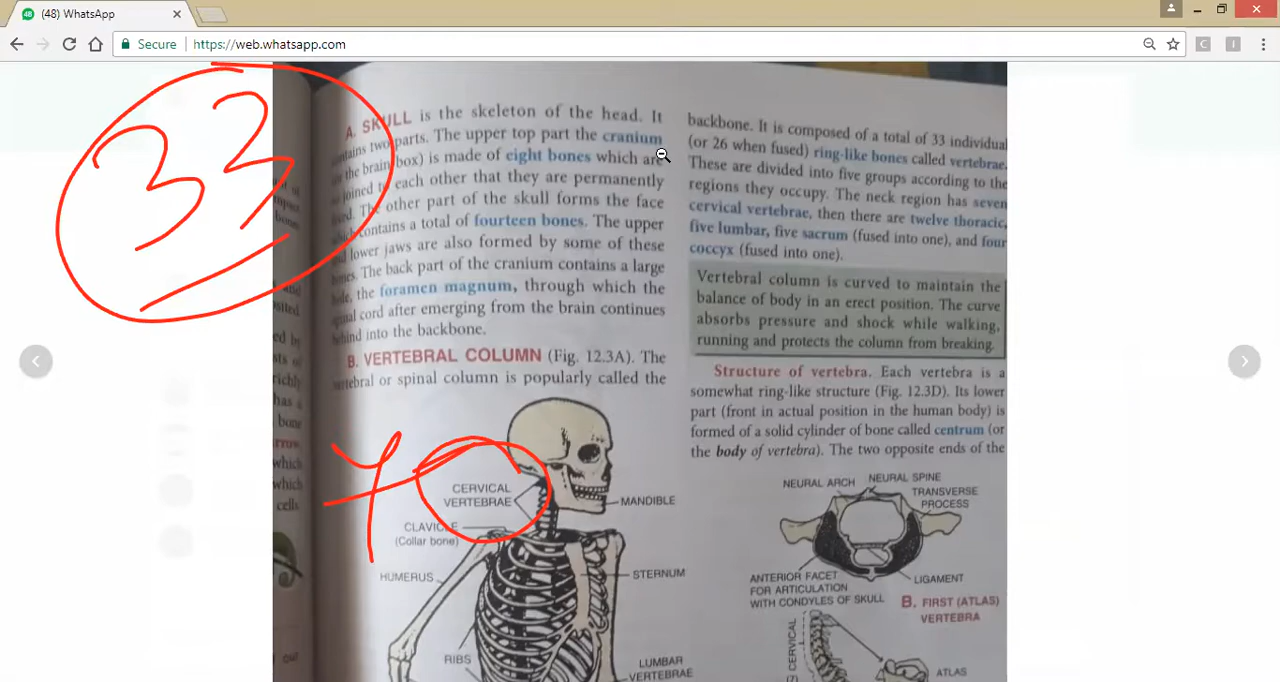 (48) WhatsApp
Secure
https://web.whatsapp.com
33
A. SKULL is the skeleton of the head. It
contains two parts. The upper top part the cranium
(or the brain box) is made of eight bones which are
so joined to each other that they are permanently
fixed. The other part of the skull forms the face
which contains a total of fourteen bones. The upper
and lower jaws are also formed by some of these
bones. The back part of the cranium contains a large
hole, the foramen magnum, through which the
spinal cord after emerging from the brain continues
behind into the backbone.
B. VERTEBRAL COLUMN (Fig. 12.3A). The
vertebral or spinal column is popularly called the
CERVICAL
VERTEBRAE
MANDIBLE
CLAVICLE
(Collar bone)
HUMERUS
STERNUM
RIBS
LUMBAR
VERTEBRAE
backbone. It is composed of a total of 33 individual
(or 26 when fused) ring-like bones called vertebrae.
These are divided into five groups according to the
regions they occupy. The neck region has seven
cervical vertebrae, then there are twelve thoracic,
five lumbar, five sacrum (fused into one), and four
coccyx (fused into one).
Vertebral column is curved to maintain the
balance of body in an erect position. The curve
absorbs pressure and shock while walking,
running and protects the column from breaking.
Structure of vertebra. Each vertebra is a
somewhat ring-like structure (Fig. 12.3D). Its lower
part (front in actual position in the human body) is
formed of a solid cylinder of bone called centrum (or
the body of vertebra). The two opposite ends of the
NEURAL ARCH
NEURAL SPINE
TRANSVERSE
PROCESS
ANTERIOR FACET
FOR ARTICULATION
WITH CONDYLES OF SKULL
LIGAMENT
B. FIRST (ATLAS)
VERTEBRA
CERVICAL
ATLAS
bone
cells
which
which
has a